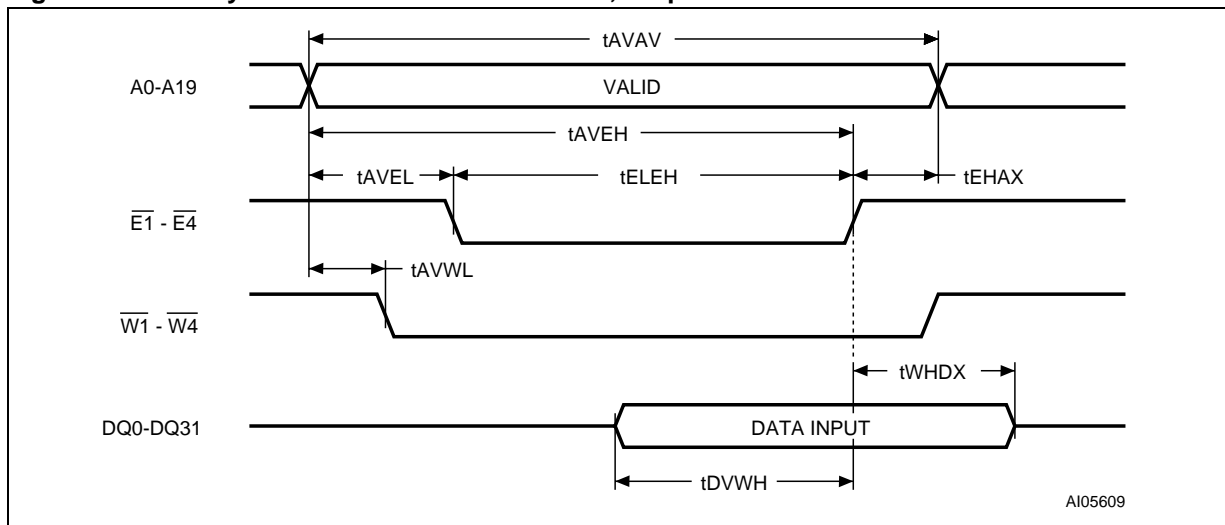 tAVAV
A0-A19
VALID
tAVEH
tAVEL
tELEH
tEHAX
E1 - E4
tAVWL
W1 - W4
tWHDX
DQ0-DQ31
DATA INPUT
tDVWH
AI05609